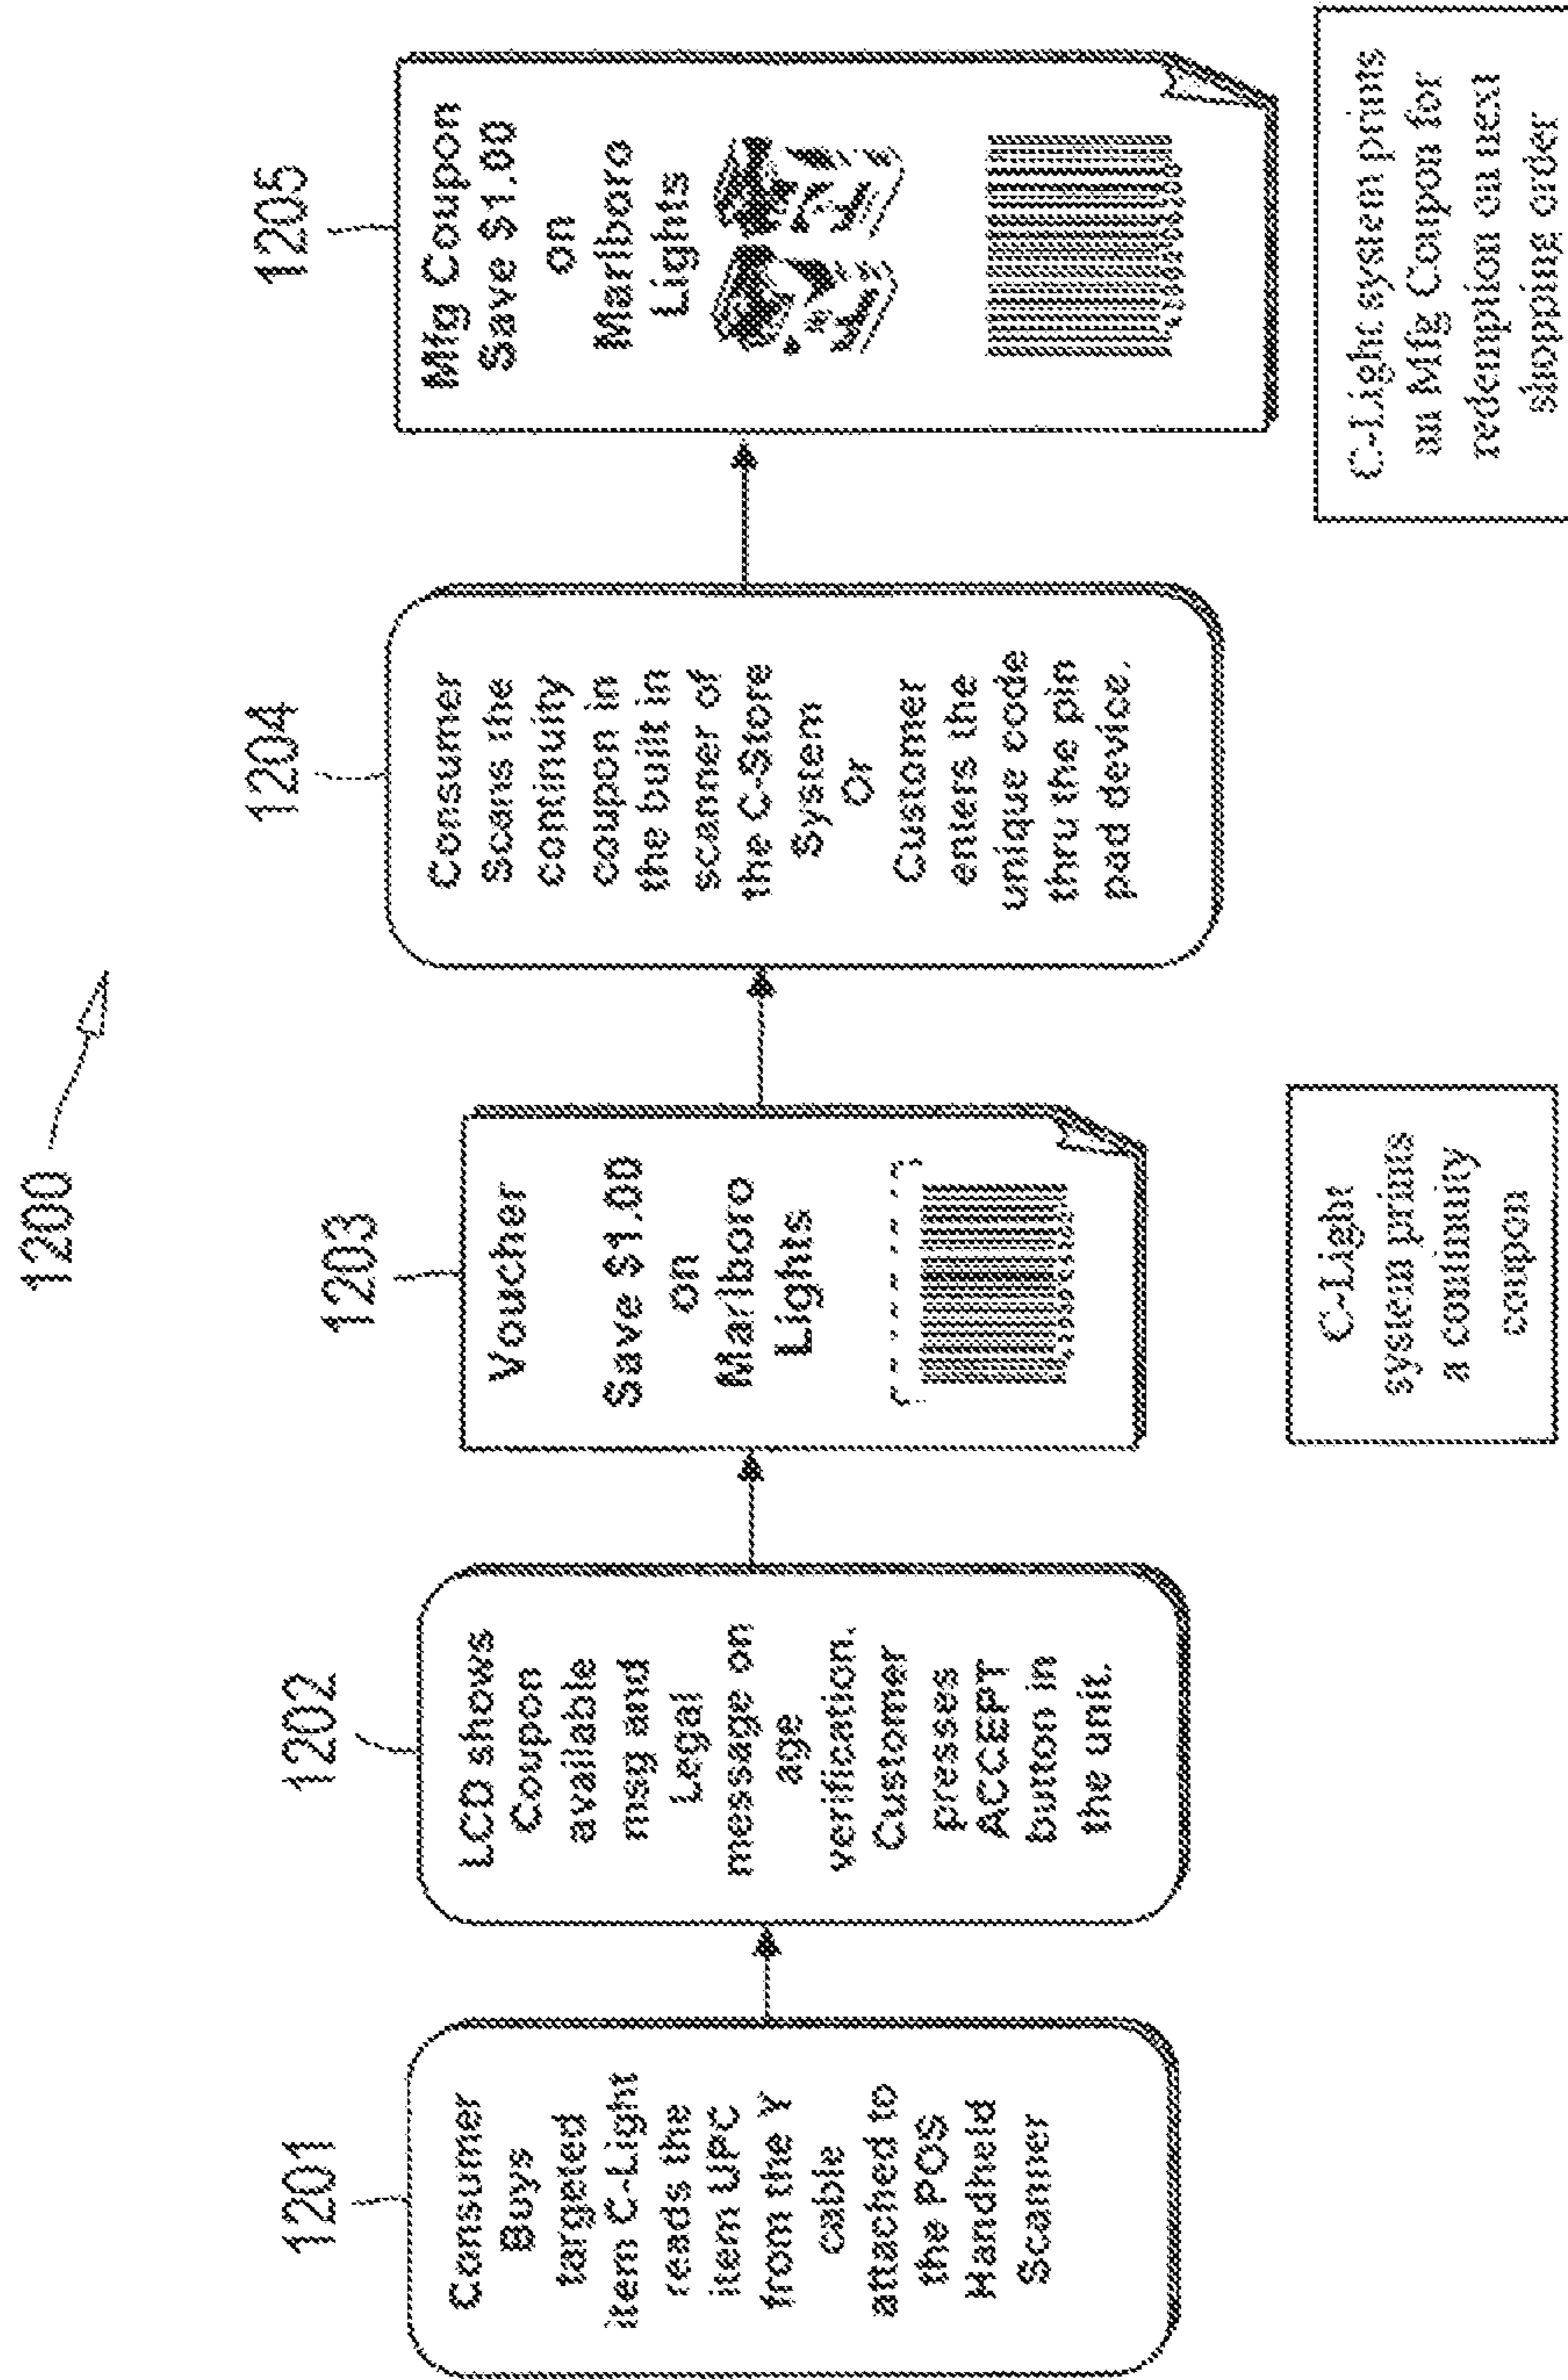 1200
1201
Consumer
Buys
targeted
item C-Light
reads the
item UPC
from the Y
cable
attached to
the POS
Handheld
Scanner
1202
LCD shows
Coupon
available
msg and
Legal
message on
age
verification.
Customer
presses
ACCEPT
button in
the unit.
1203
Voucher
Save $1.00
on
Marlboro
Lights
C-Light
system prints
a continuity
coupon
1204
Consumer
Scans the
continuity
coupon in
the built in
scanner of
the C-Store
System
Or
Customer
enters the
unique code
thru the pin
pad device.
1205
Mfg Coupon
Save $1.00
on
Marlboro
Lights
C-Light system prints
an Mfg Coupon for
redemption on next
shopping order